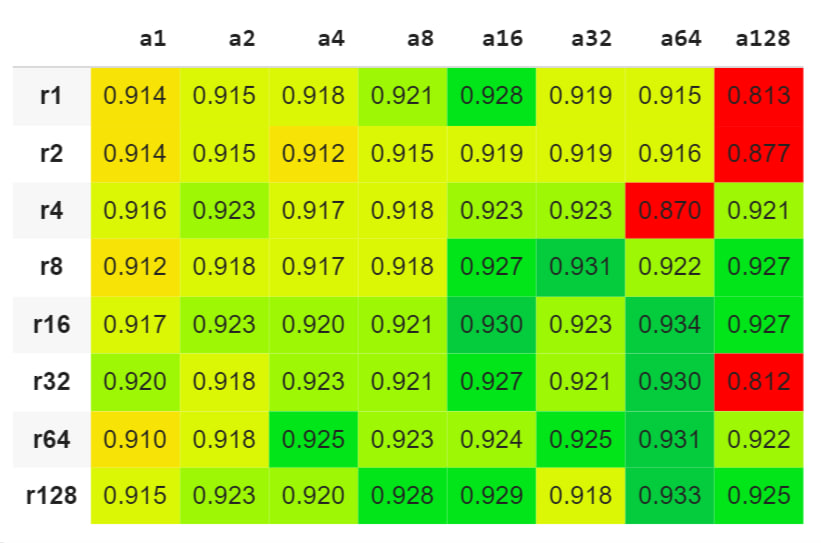 a1 a2 a4 a8 a16 a32 a64 a128
r1 0.914 0.915 0.918 0.921 0.928 0.919 0.915 0.813
r2 0.914 0.915 0.912 0.915 0.919 0.919 0.916 0.877
r4 0.916 0.923 0.917 0.918 0.923 0.923 0.870 0.921
r8 0.912 0.918 0.917 0.918 0.927 0.931 0.922 0.927
r16 0.917 0.923 0.920 0.921 0.930 0.923 0.934 0.927
r32 0.920 0.918 0.923 0.921 0.927 0.921 0.930 0.812
r64 0.910 0.918 0.925 0.923 0.924 0.925 0.931 0.922
r128 0.915 0.923 0.920 0.928 0.929 0.918 0.933 0.925